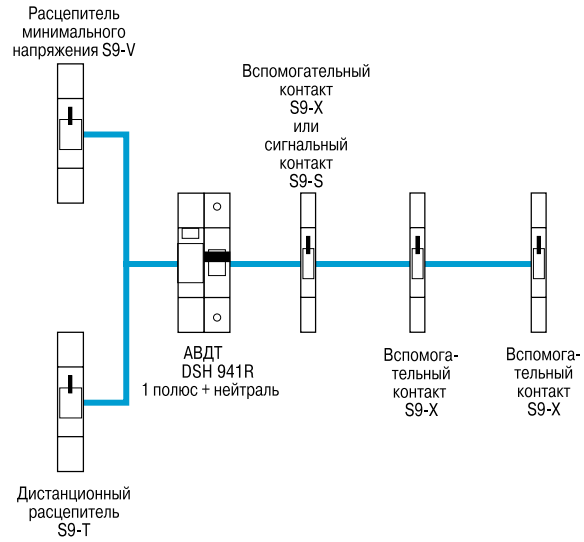 Расцепитель
минимального
напряжения S9-V
Вспомогательный
контакт
S9-X
или
сигнальный
контакт
S9-S
АВДТ
DSH 941R
1 полюс + нейтраль
Вспомога-
тельный
контакт
S9-X
Вспомога-
тельный
контакт
S9-X
Дистанционный
расцепитель
S9-T